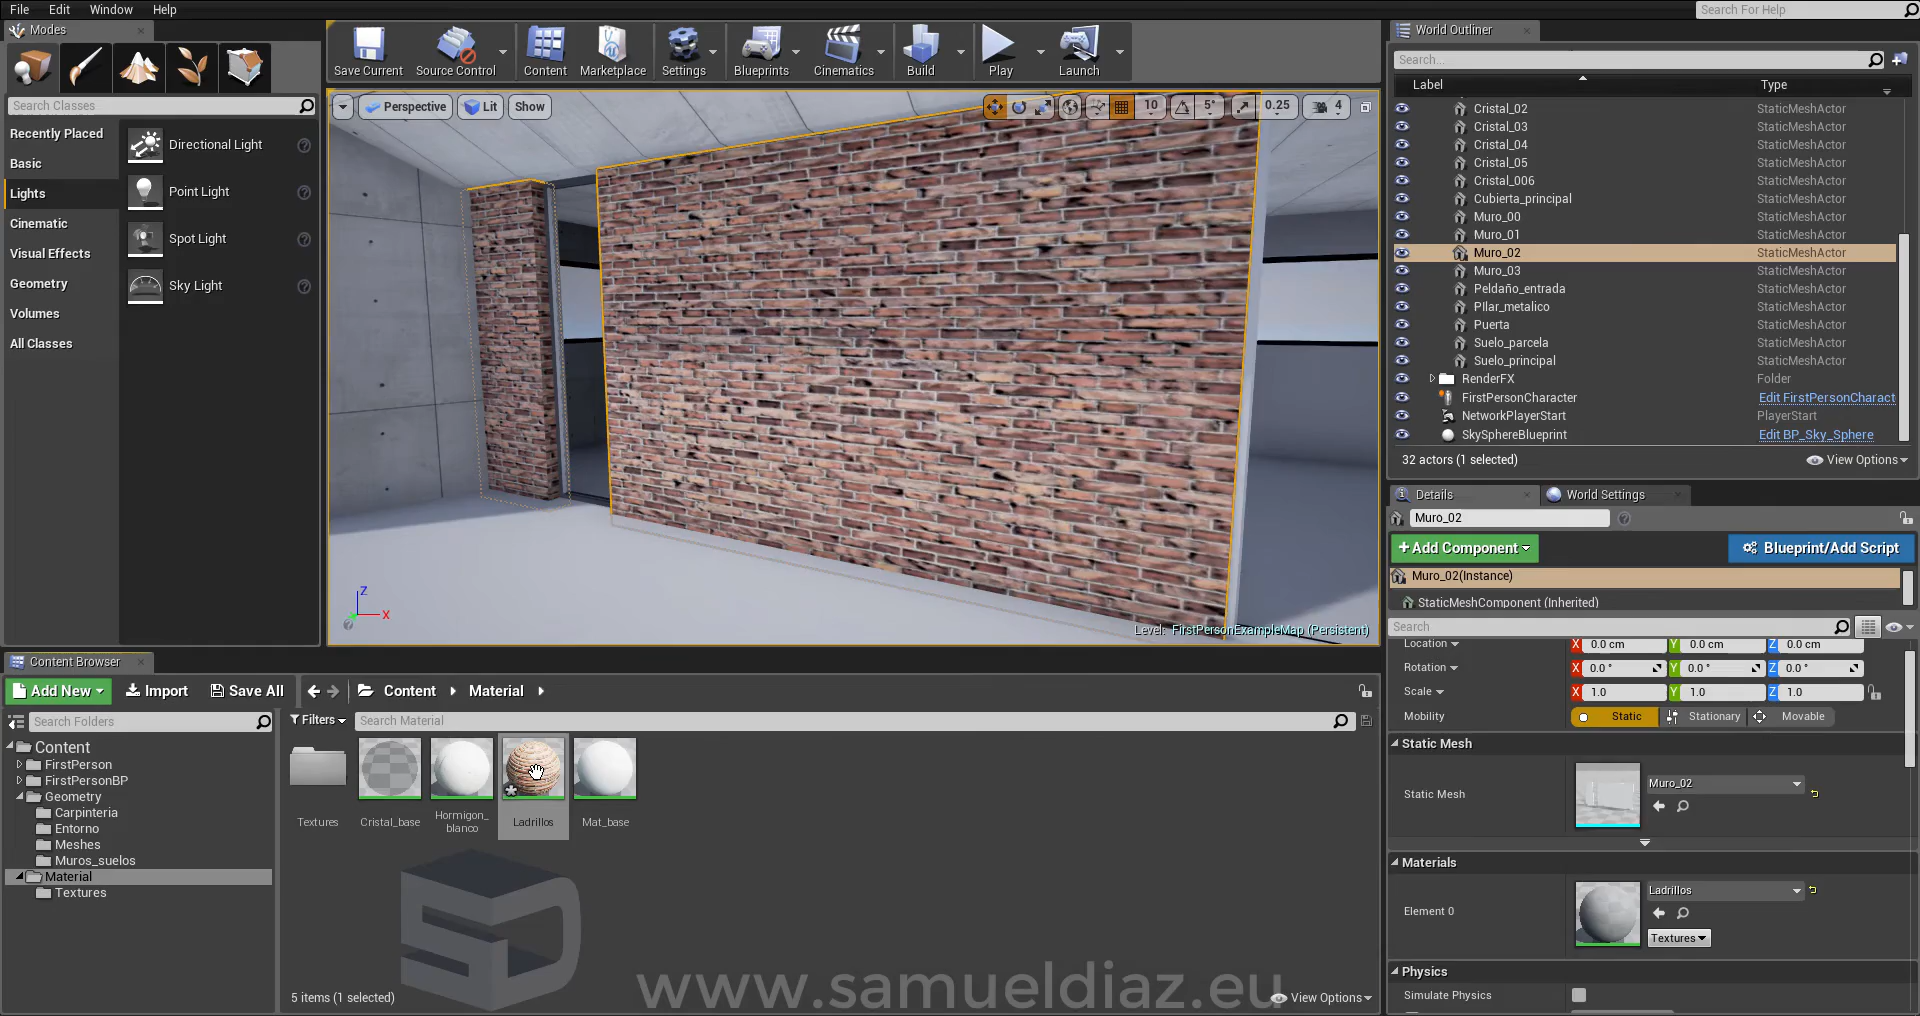 File Edit Window Help
Search For Help
Modes
Search Classes
Recently Placed
Basic
Lights
Cinematic
Visual Effects
Geometry
Volumes
All Classes
Directional Light
Point Light
Spot Light
Sky Light
Save Current
Source Control
Content
Marketplace
Settings
Blueprints
Cinematics
Build
Play
Launch
Perspective Lit Show
10 5° 0.25 4
Z
X
Level: FirstPersonExampleMap (Persistent)
World Outliner
Search...
Label Type
Cristal_02 StaticMeshActor
Cristal_03 StaticMeshActor
Cristal_04 StaticMeshActor
Cristal_05 StaticMeshActor
Cristal_006 StaticMeshActor
Cubierta_principal StaticMeshActor
Muro_00 StaticMeshActor
Muro_01 StaticMeshActor
Muro_02 StaticMeshActor
Muro_03 StaticMeshActor
Peldaño_entrada StaticMeshActor
PIlar_metalico StaticMeshActor
Puerta StaticMeshActor
Suelo_parcela StaticMeshActor
Suelo_principal StaticMeshActor
RenderFX Folder
FirstPersonCharacter Edit FirstPersonCharact
NetworkPlayerStart PlayerStart
SkySphereBlueprint Edit BP_Sky_Sphere
32 actors (1 selected) View Options
Details World Settings
Muro_02
+Add Component Blueprint/Add Script
Muro_02(Instance)
StaticMeshComponent (Inherited)
Search
Location X 0.0 cm Y 0.0 cm Z 0.0 cm
Rotation X 0.0 ° Y 0.0 ° Z 0.0 °
Scale X 1.0 Y 1.0 Z 1.0
Mobility Static Stationary Movable
Static Mesh
Static Mesh Muro_02
Materials
Element 0 Ladrillos
Textures
Physics
Simulate Physics
Content Browser
Add New Import Save All Content Material
Search Folders
Filters Search Material
Content
FirstPerson
FirstPersonBP
Geometry
Carpinteria
Entorno
Meshes
Muros_suelos
Material
Textures
Textures
Cristal_base
Hormigon_
blanco
Ladrillos
Mat_base
SD
www.samueldiaz.eu
5 items (1 selected) View Options